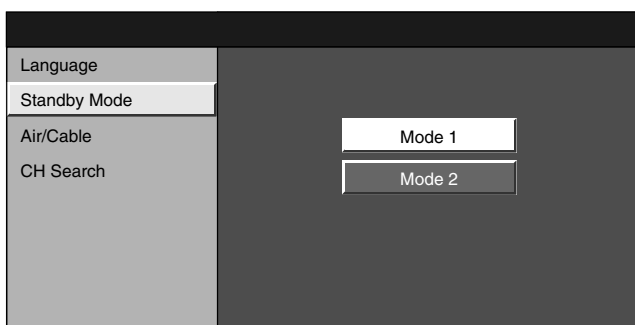 Language
Standby Mode
Air/Cable
CH Search
Mode 1
Mode 2